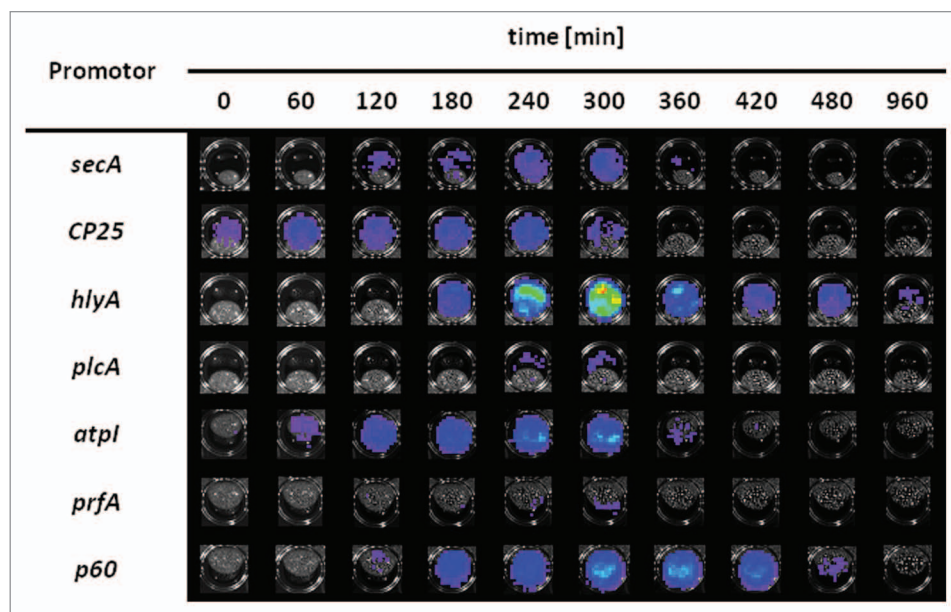 time [min]
Promotor
0 60 120 180 240 300 360 420 480 960
secA
CP25
hlyA
plcA
atpI
prfA
p60